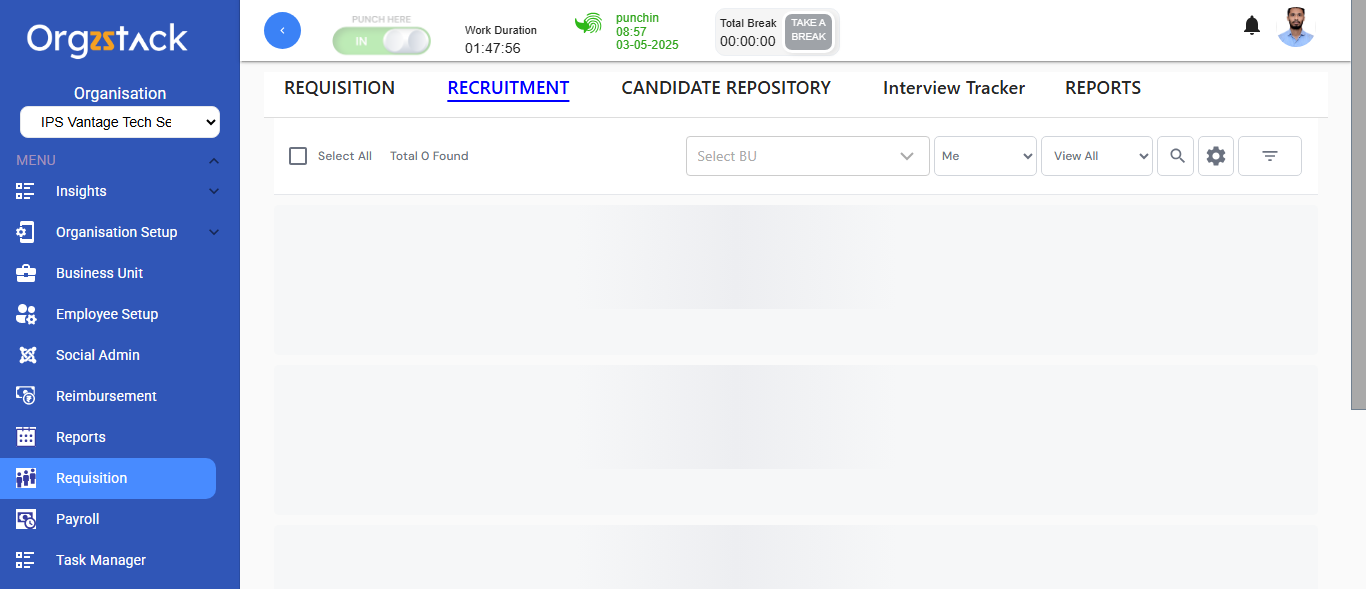 Orgzstack
Organisation
IPS Vantage Tech Se
MENU
Insights
Organisation Setup
Business Unit
Employee Setup
Social Admin
Reimbursement
Reports
Requisition
Payroll
Task Manager
‹
PUNCH HERE
IN
Work Duration
01:47:56
punchin
08:57
03-05-2025
Total Break
00:00:00
TAKE A
BREAK
REQUISITION RECRUITMENT CANDIDATE REPOSITORY Interview Tracker REPORTS
Select All Total 0 Found Select BU Me View All